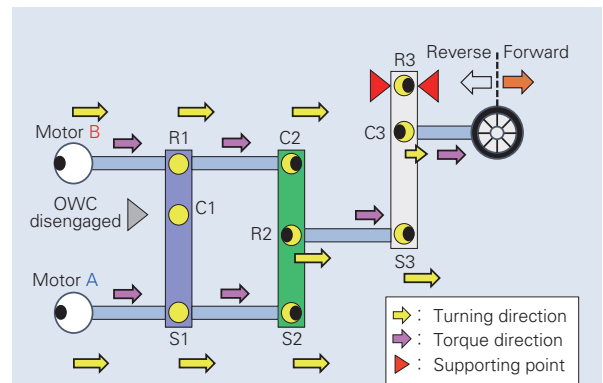 R3
Reverse
Forward
Motor B
R1
C2
C3
OWC
disengaged
C1
R2
Motor A
S3
S1
S2
: Turning direction
: Torque direction
: Supporting point